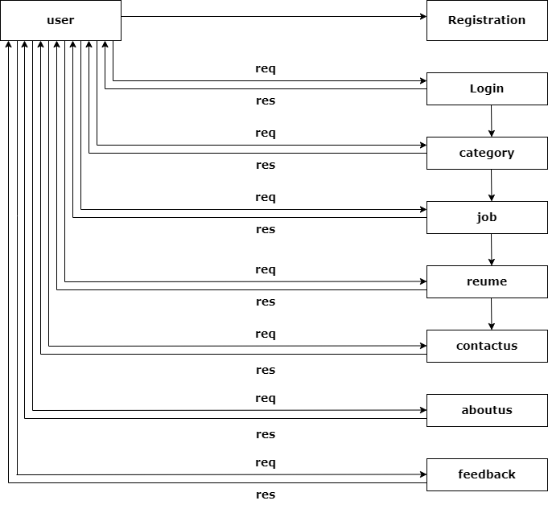 user
Registration
req
Login
res
req
category
res
req
job
res
req
reume
res
req
contactus
res
req
aboutus
res
req
feedback
res